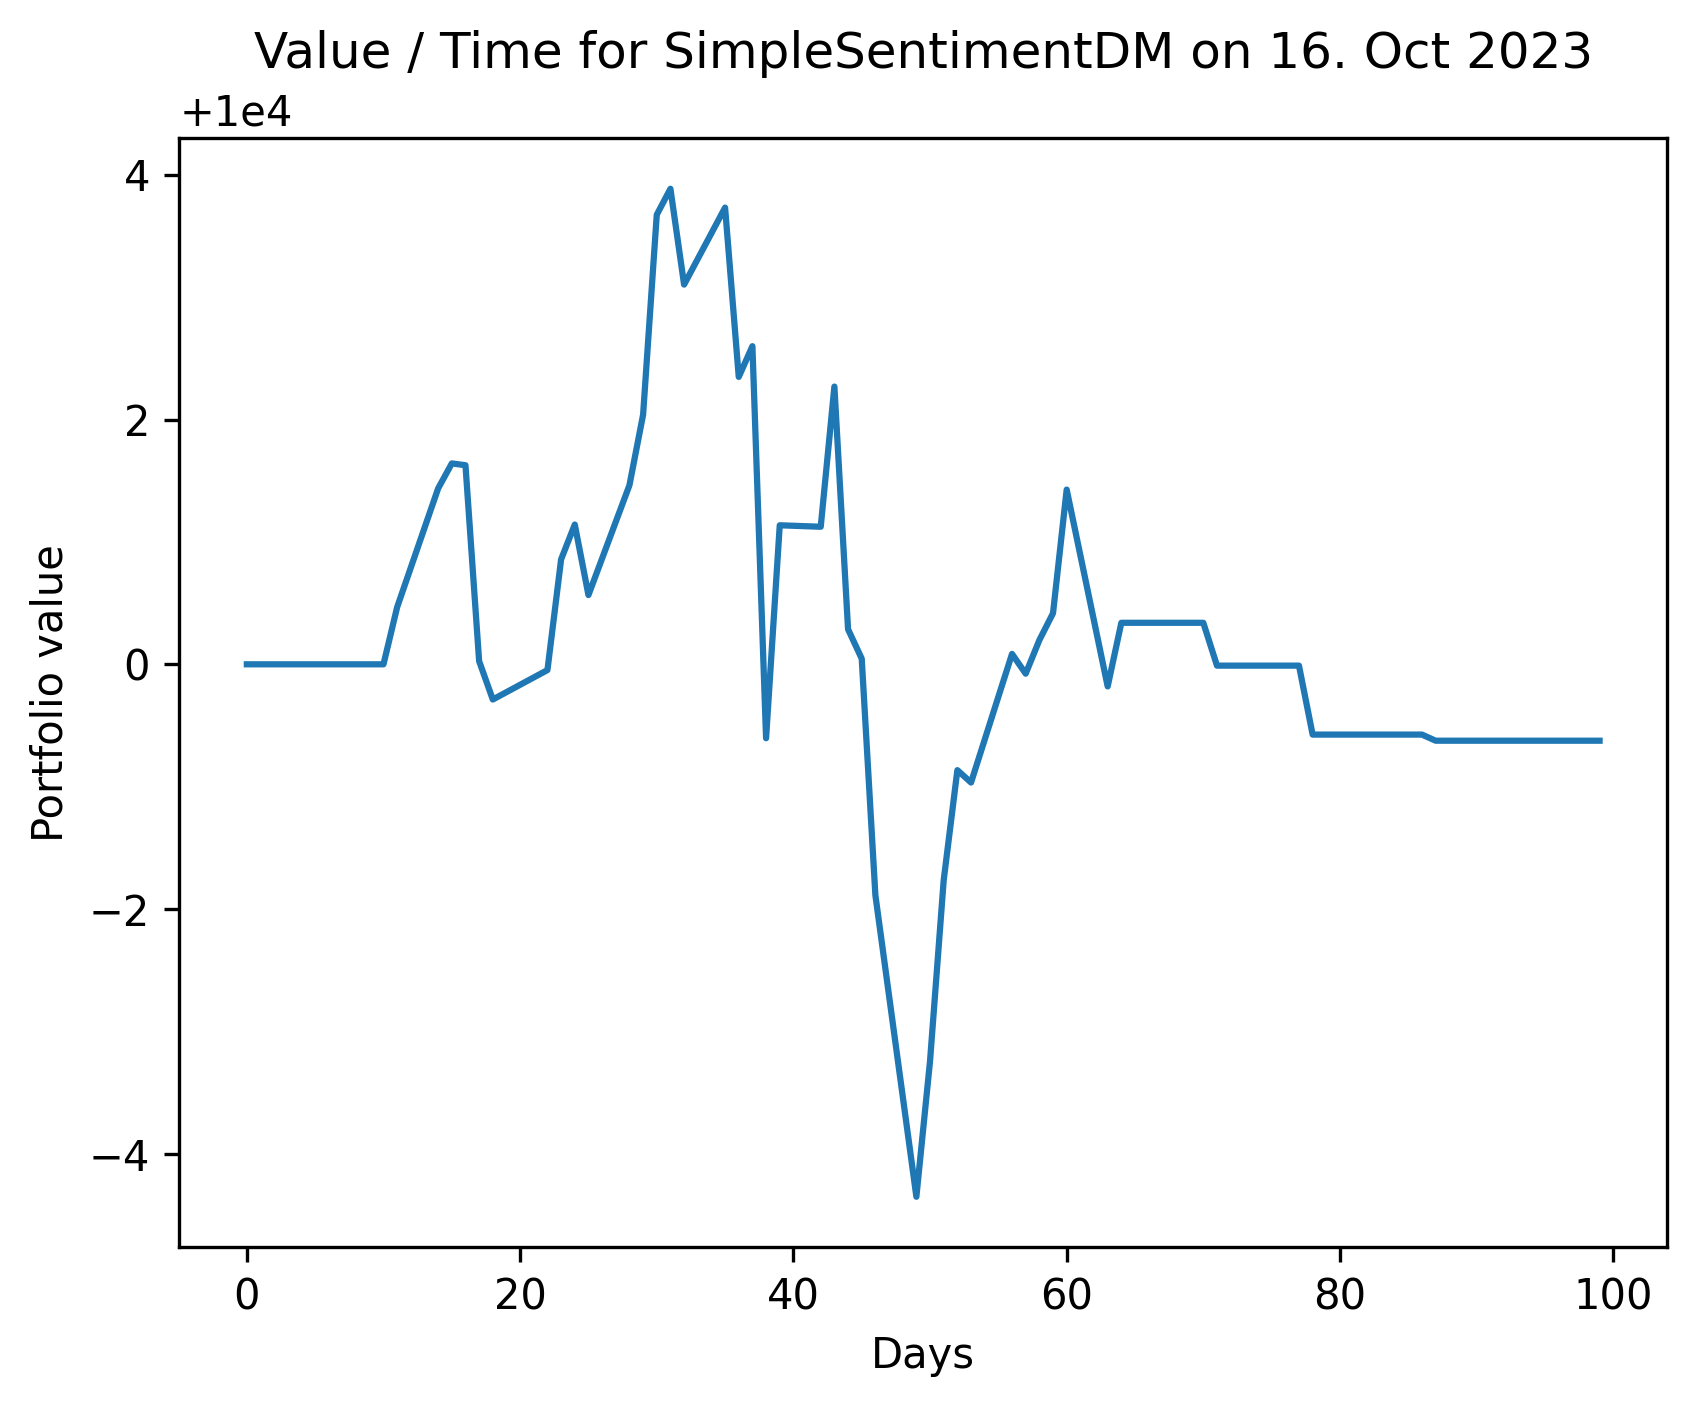 Value / Time for SimpleSentimentDM on 16. Oct 2023
+1e4
4
2
0
−2
−4
Portfolio value
0 20 40 60 80 100
Days